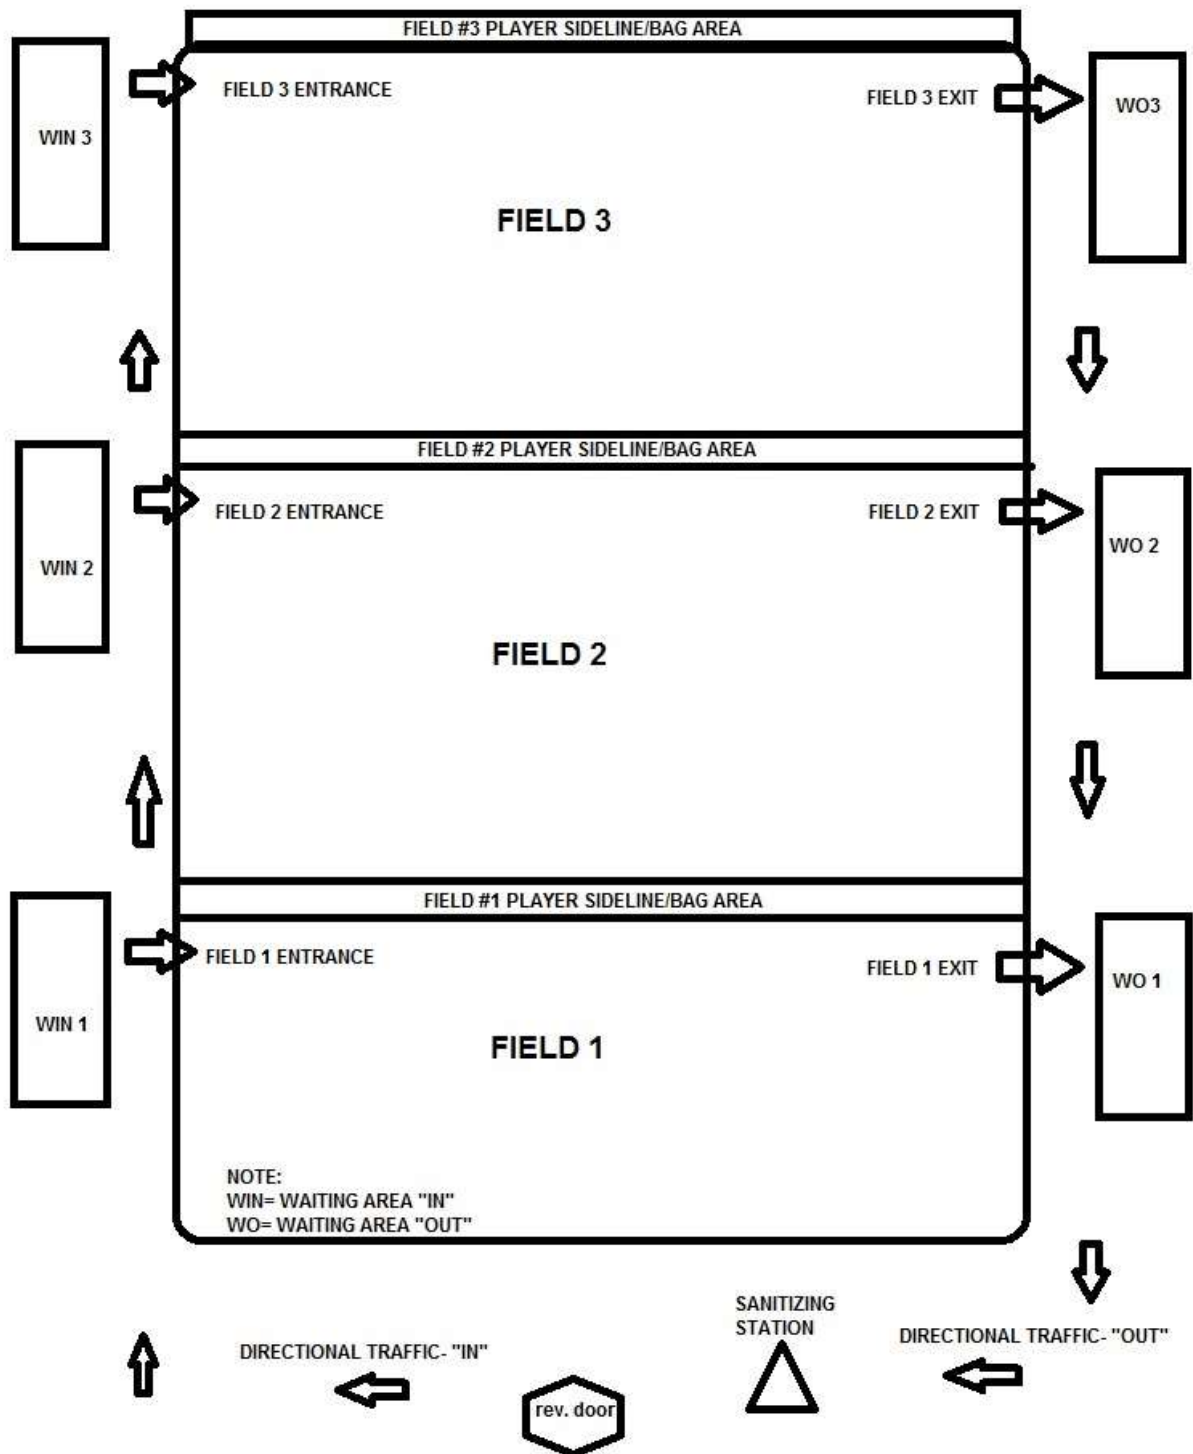 FIELD #3 PLAYER SIDELINE/BAG AREA
WIN 3
FIELD 3 ENTRANCE
FIELD 3 EXIT
WO3
FIELD 3
FIELD #2 PLAYER SIDELINE/BAG AREA
WIN 2
FIELD 2 ENTRANCE
FIELD 2 EXIT
WO 2
FIELD 2
FIELD #1 PLAYER SIDELINE/BAG AREA
WIN 1
FIELD 1 ENTRANCE
FIELD 1 EXIT
WO 1
FIELD 1
NOTE:
WIN= WAITING AREA "IN"
WO= WAITING AREA "OUT"
DIRECTIONAL TRAFFIC- "IN"
rev. door
SANITIZING
STATION
DIRECTIONAL TRAFFIC- "OUT"